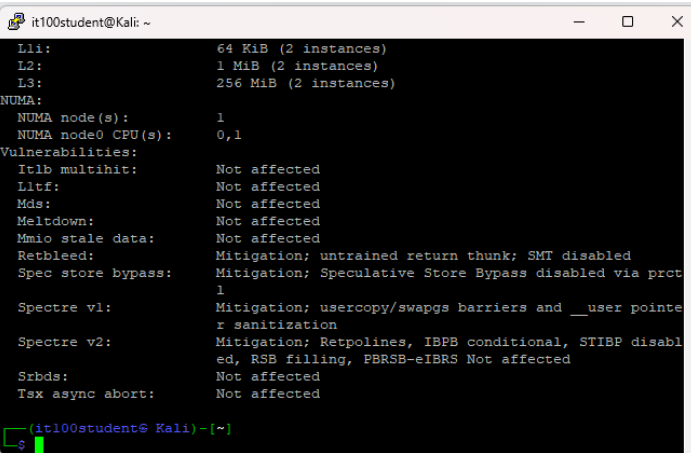 it100student@Kali: ~
L1i: 64 KiB (2 instances)
L2: 1 MiB (2 instances)
L3: 256 MiB (2 instances)
NUMA:
NUMA node(s): 1
NUMA node0 CPU(s): 0,1
Vulnerabilities:
Itlb multihit: Not affected
L1tf: Not affected
Mds: Not affected
Meltdown: Not affected
Mmio stale data: Not affected
Retbleed: Mitigation; untrained return thunk; SMT disabled
Spec store bypass: Mitigation; Speculative Store Bypass disabled via prct
l
Spectre v1: Mitigation; usercopy/swapgs barriers and __user pointe
r sanitization
Spectre v2: Mitigation; Retpolines, IBPB conditional, STIBP disabl
ed, RSB filling, PBRSB-eIBRS Not affected
Srbds: Not affected
Tsx async abort: Not affected
┌──(it100student㉿Kali)-[~]
└─$